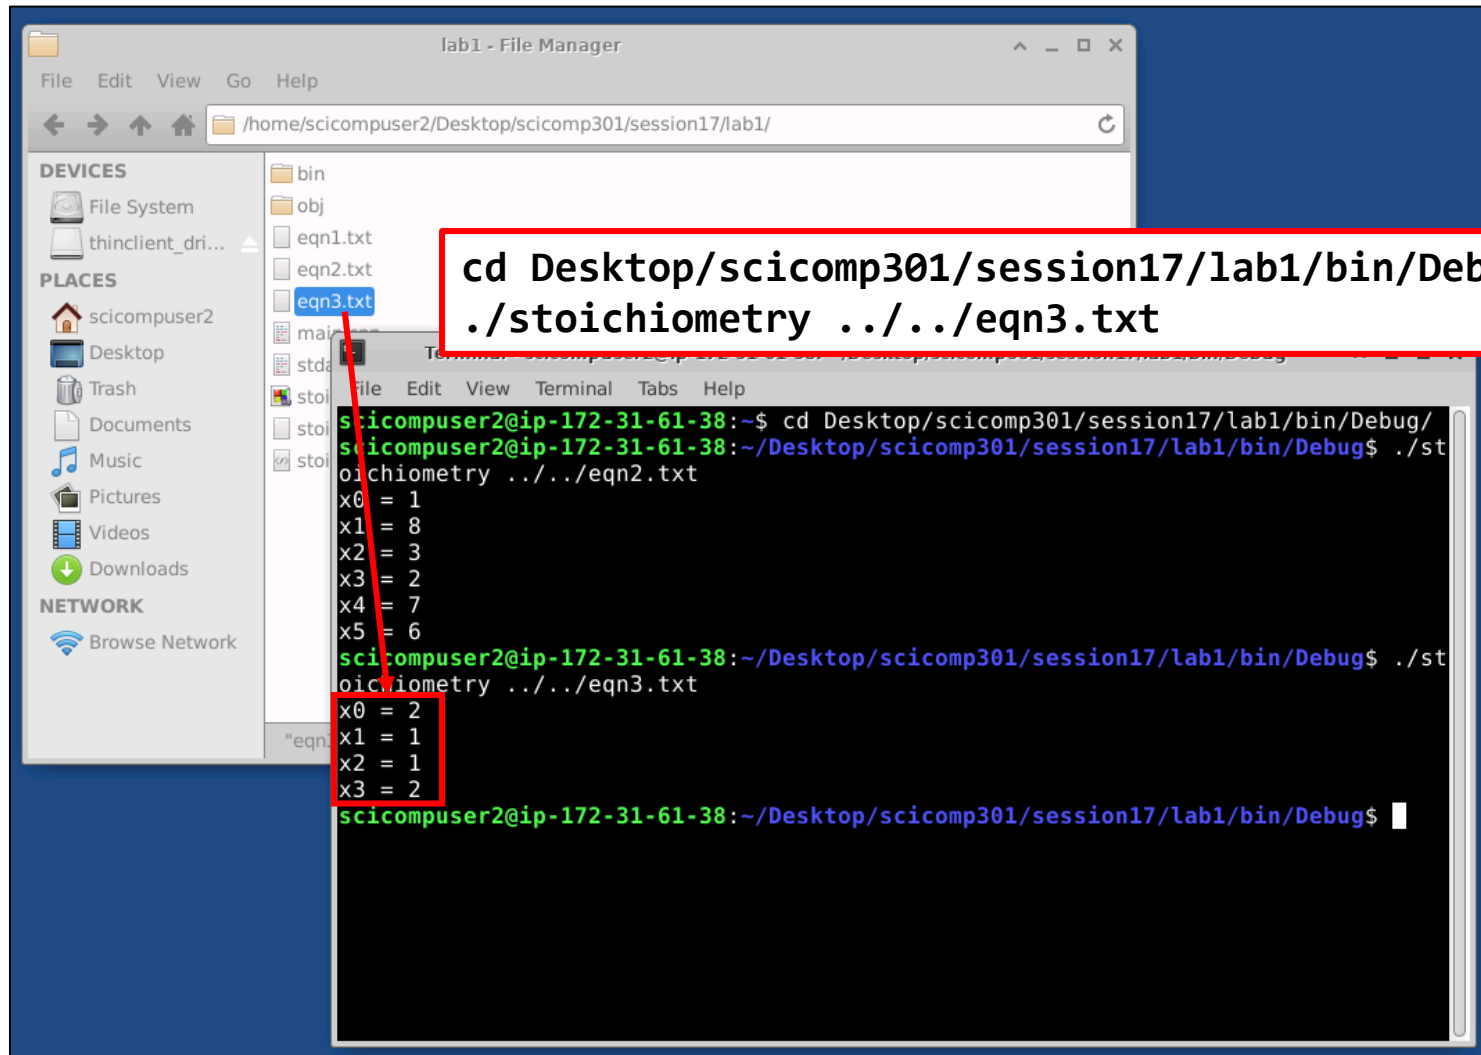 lab1 - File Manager
File Edit View Go Help
/home/scicompuser2/Desktop/scicomp301/session17/lab1/
DEVICES
File System
thinclient_dri...
PLACES
scicompuser2
Desktop
Trash
Documents
Music
Pictures
Videos
Downloads
NETWORK
Browse Network
bin
obj
eqn1.txt
eqn2.txt
eqn3.txt
stoi
stoi
stoi
"eqn
cd Desktop/scicomp301/session17/lab1/bin/Deb
./stoichiometry ../../eqn3.txt
File Edit View Terminal Tabs Help
scicompuser2@ip-172-31-61-38:~$ cd Desktop/scicomp301/session17/lab1/bin/Debug/
scicompuser2@ip-172-31-61-38:~/Desktop/scicomp301/session17/lab1/bin/Debug$ ./st
oichiometry ../../eqn2.txt
x0 = 1
x1 = 8
x2 = 3
x3 = 2
x4 = 7
x5 = 6
scicompuser2@ip-172-31-61-38:~/Desktop/scicomp301/session17/lab1/bin/Debug$ ./st
oichiometry ../../eqn3.txt
x0 = 2
x1 = 1
x2 = 1
x3 = 2
scicompuser2@ip-172-31-61-38:~/Desktop/scicomp301/session17/lab1/bin/Debug$